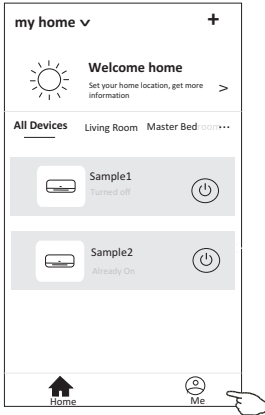 my home
+
Welcome home
Set your home location, get more
information
>
All Devices Living Room Master Bedroom ...
Sample1
Turned off
Sample2
Already On
Home
Me